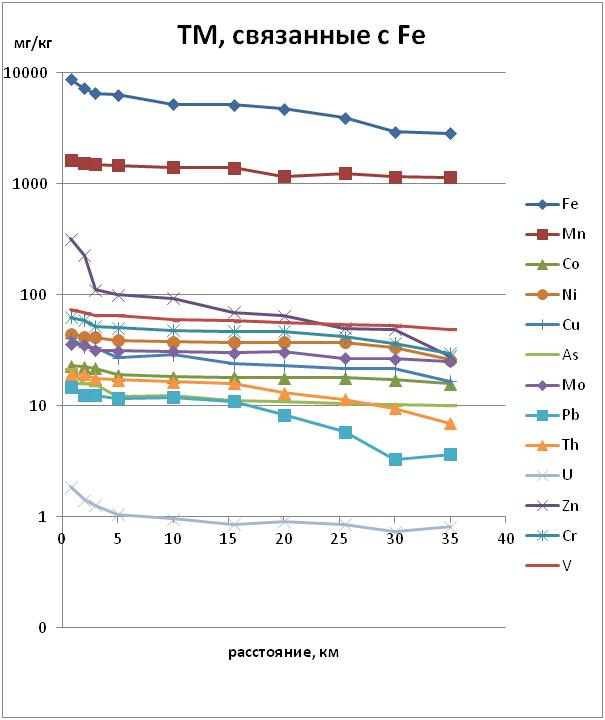 ТМ, связанные с Fe
мг/кг
10000
1000
100
10
1
0
0 5 10 15 20 25 30 35 40
расстояние, км
Fe
Mn
Co
Ni
Cu
As
Mo
Pb
Th
U
Zn
Cr
V